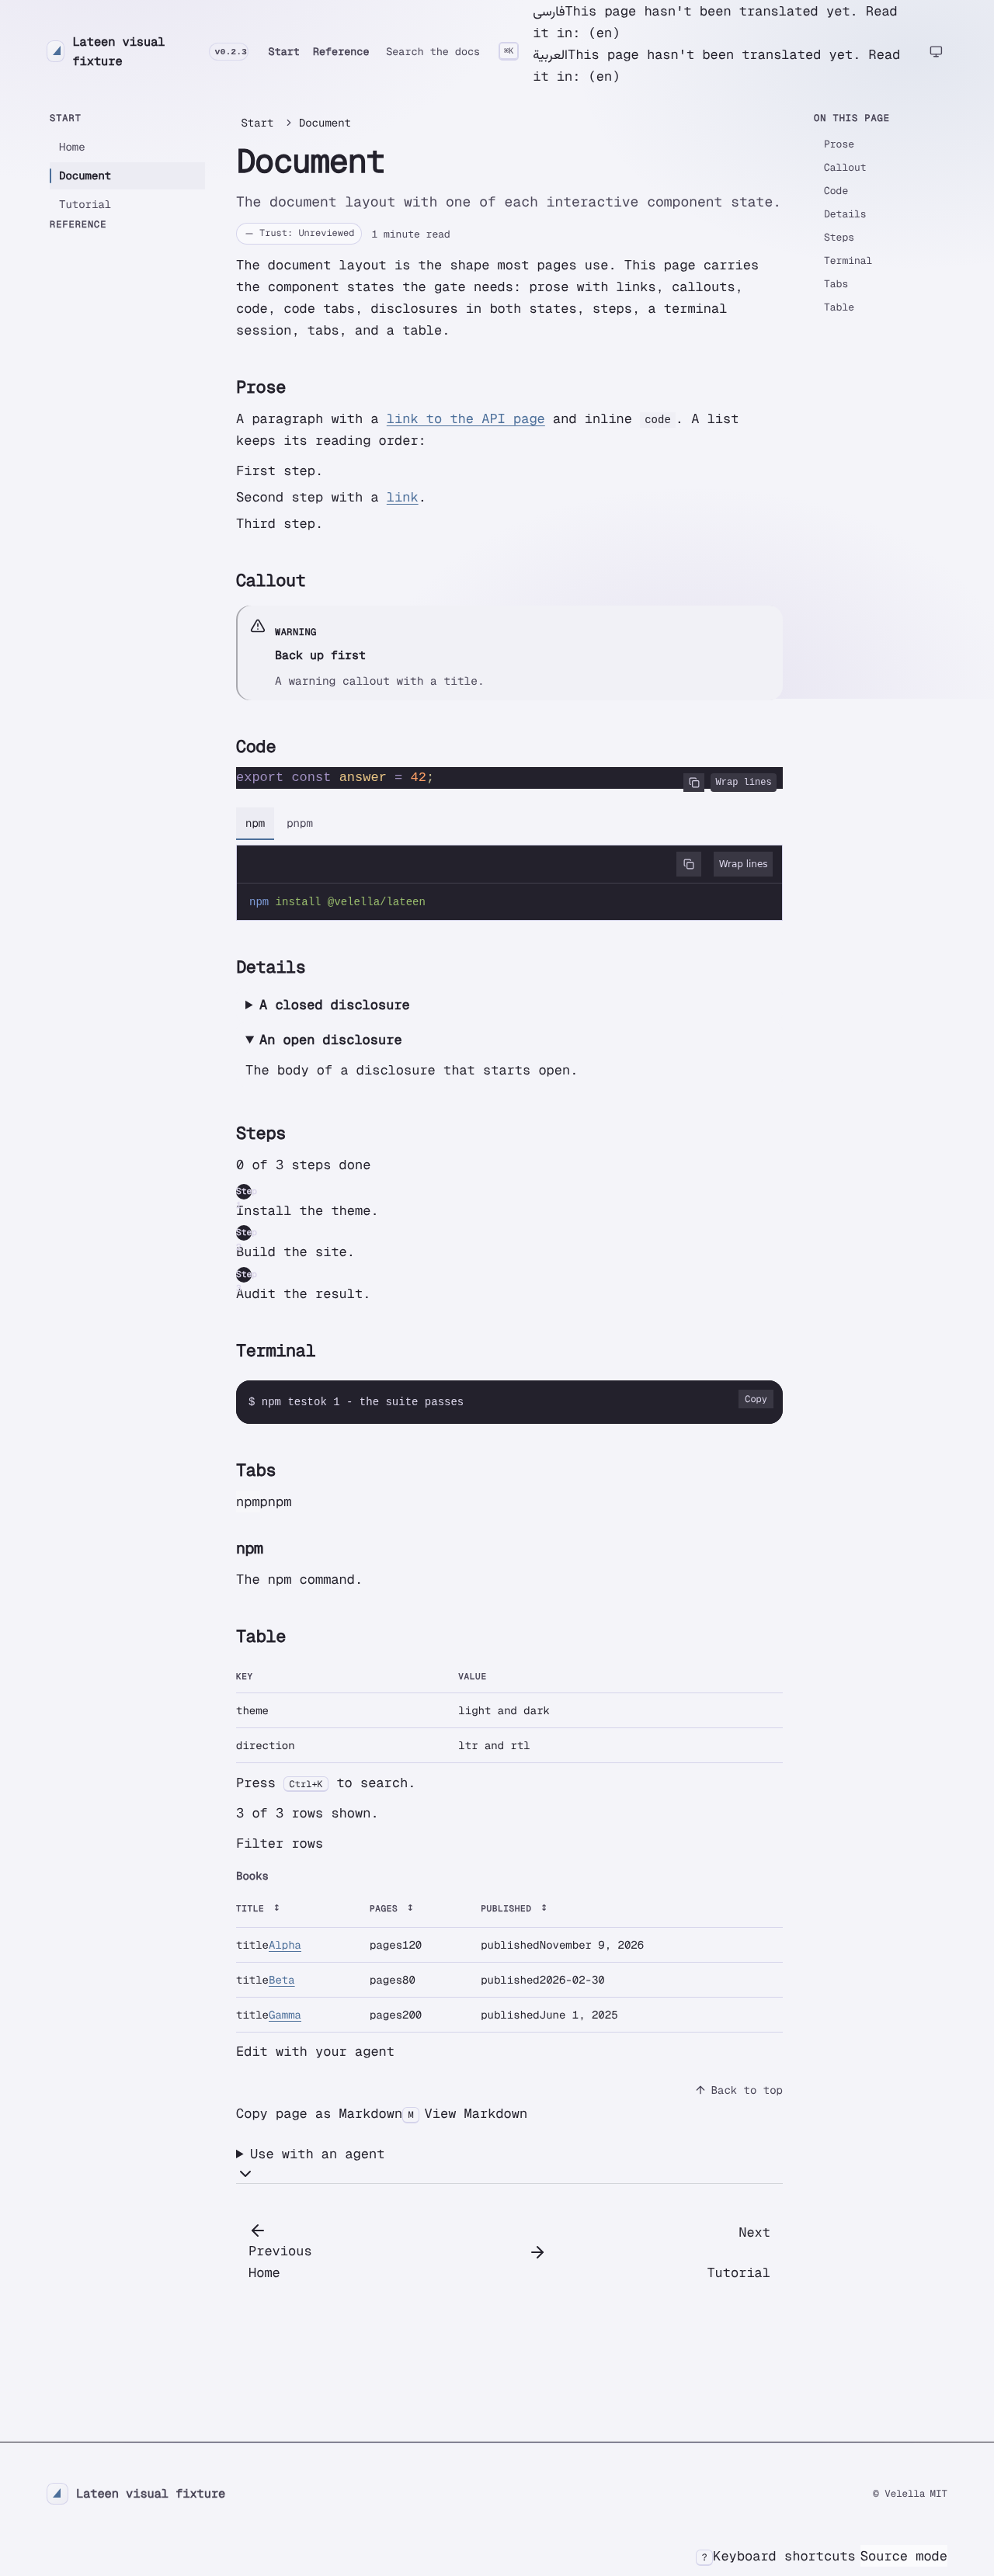 Lateen visual fixture
v0.2.3
Start
Reference
Search the docs
⌘K
فارسیThis page hasn't been translated yet. Read it in: (en)
العربيةThis page hasn't been translated yet. Read it in: (en)
START
Home
Document
Tutorial
REFERENCE
Start > Document
Document
The document layout with one of each interactive component state.
— Trust: Unreviewed
1 minute read
The document layout is the shape most pages use. This page carries
the component states the gate needs: prose with links, callouts,
code, code tabs, disclosures in both states, steps, a terminal
session, tabs, and a table.
Prose
A paragraph with a link to the API page and inline code. A list
keeps its reading order:
First step.
Second step with a link.
Third step.
Callout
WARNING
Back up first
A warning callout with a title.
Code
export const answer = 42;
Wrap lines
npm
pnpm
Wrap lines
npm install @velella/lateen
Details
A closed disclosure
An open disclosure
The body of a disclosure that starts open.
Steps
0 of 3 steps done
Step
Install the theme.
Step
Build the site.
Step
Audit the result.
Terminal
$ npm testok 1 - the suite passes
Copy
Tabs
npmpnpm
npm
The npm command.
Table
KEY VALUE
theme light and dark
direction ltr and rtl
Press Ctrl+K to search.
3 of 3 rows shown.
Filter rows
Books
TITLE ↕ PAGES ↕ PUBLISHED ↕
titleAlpha pages120 publishedNovember 9, 2026
titleBeta pages80 published2026-02-30
titleGamma pages200 publishedJune 1, 2025
Edit with your agent
↑ Back to top
Copy page as Markdown M View Markdown
Use with an agent
←
Previous
Home
→
Next
Tutorial
ON THIS PAGE
Prose
Callout
Code
Details
Steps
Terminal
Tabs
Table
Lateen visual fixture
© Velella MIT
? Keyboard shortcuts Source mode